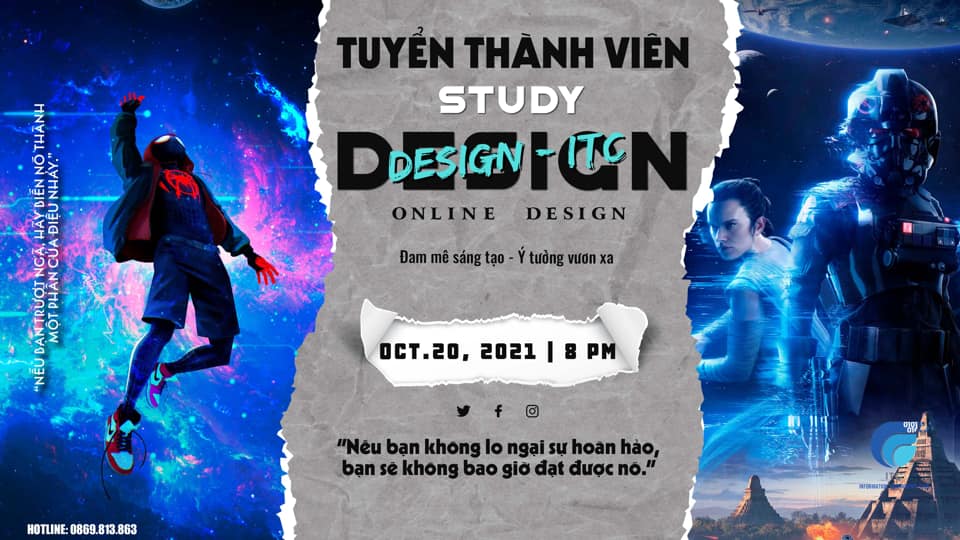 “NẾU BẠN TRƯỢT NGÃ, HÃY BIẾN NÓ THÀNH
MỘT PHẦN CỦA ĐIỆU NHẢY.”
TUYỂN THÀNH VIÊN
STUDY
DESIGN
DESIGN - ITC
ONLINE DESIGN
Đam mê sáng tạo - Ý tưởng vươn xa
OCT.20, 2021 | 8 PM
“Nếu bạn không lo ngại sự hoàn hảo,
bạn sẽ không bao giờ đạt được nó.”
HOTLINE: 0869.813.863
INFORMATION